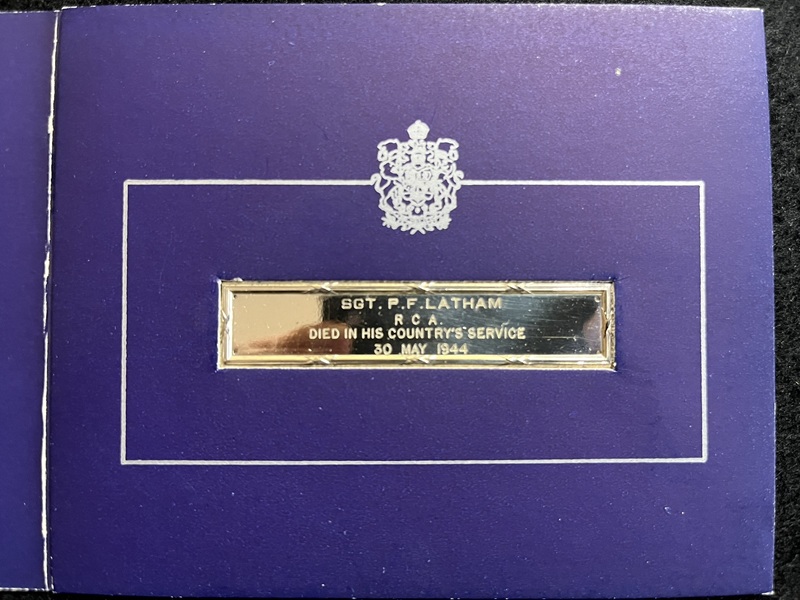 SGT. P.F. LATHAM
R C A.
DIED IN HIS COUNTRY'S SERVICE
30 MAY 1944